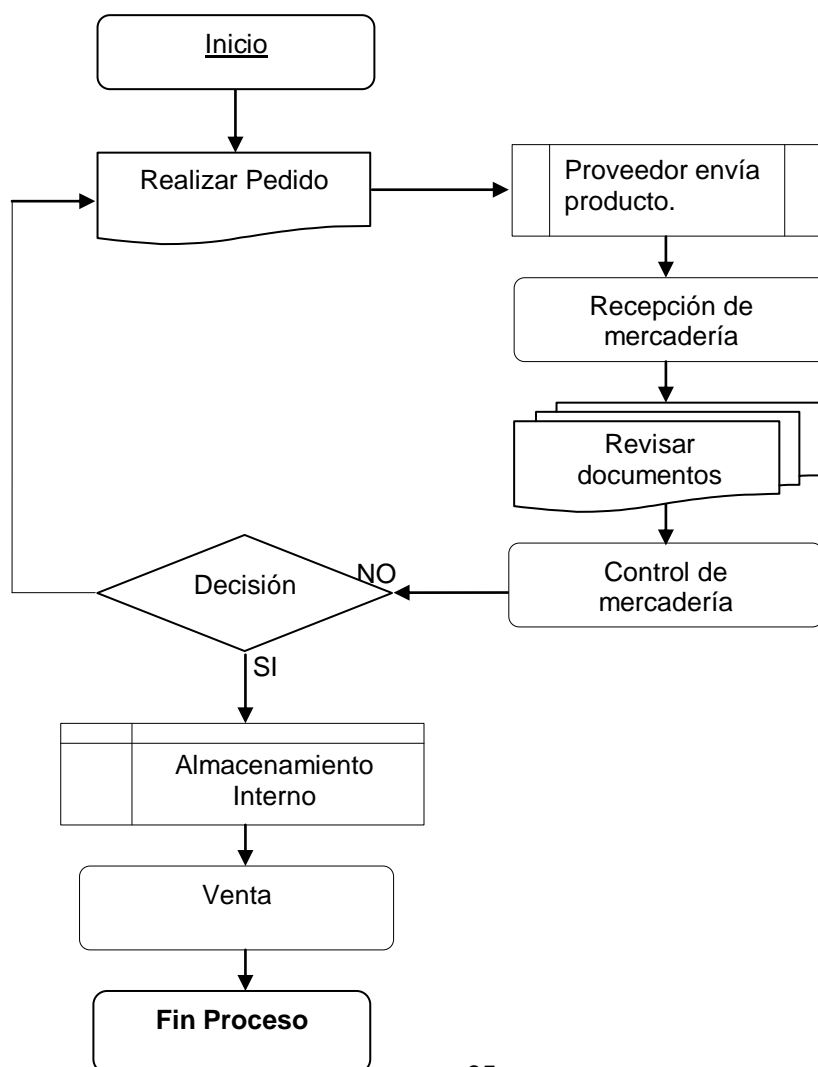 Inicio
Realizar Pedido
Proveedor envía
producto.
Recepción de
mercadería
Revisar
documentos
Control de
mercadería
Decisión
NO
SI
Almacenamiento
Interno
Venta
Fin Proceso